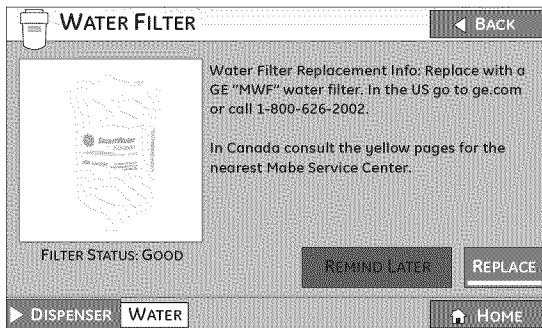 WATER FILTER
BACK
Water Filter Replacement Info: Replace with a
GE "MWF" water filter. In the US go to ge.com
or call 1-800-626-2002.
In Canada consult the yellow pages for the
nearest Mabe Service Center.
FILTER STATUS: GOOD
REMIND LATER
REPLACE
DISPENSER
WATER
HOME